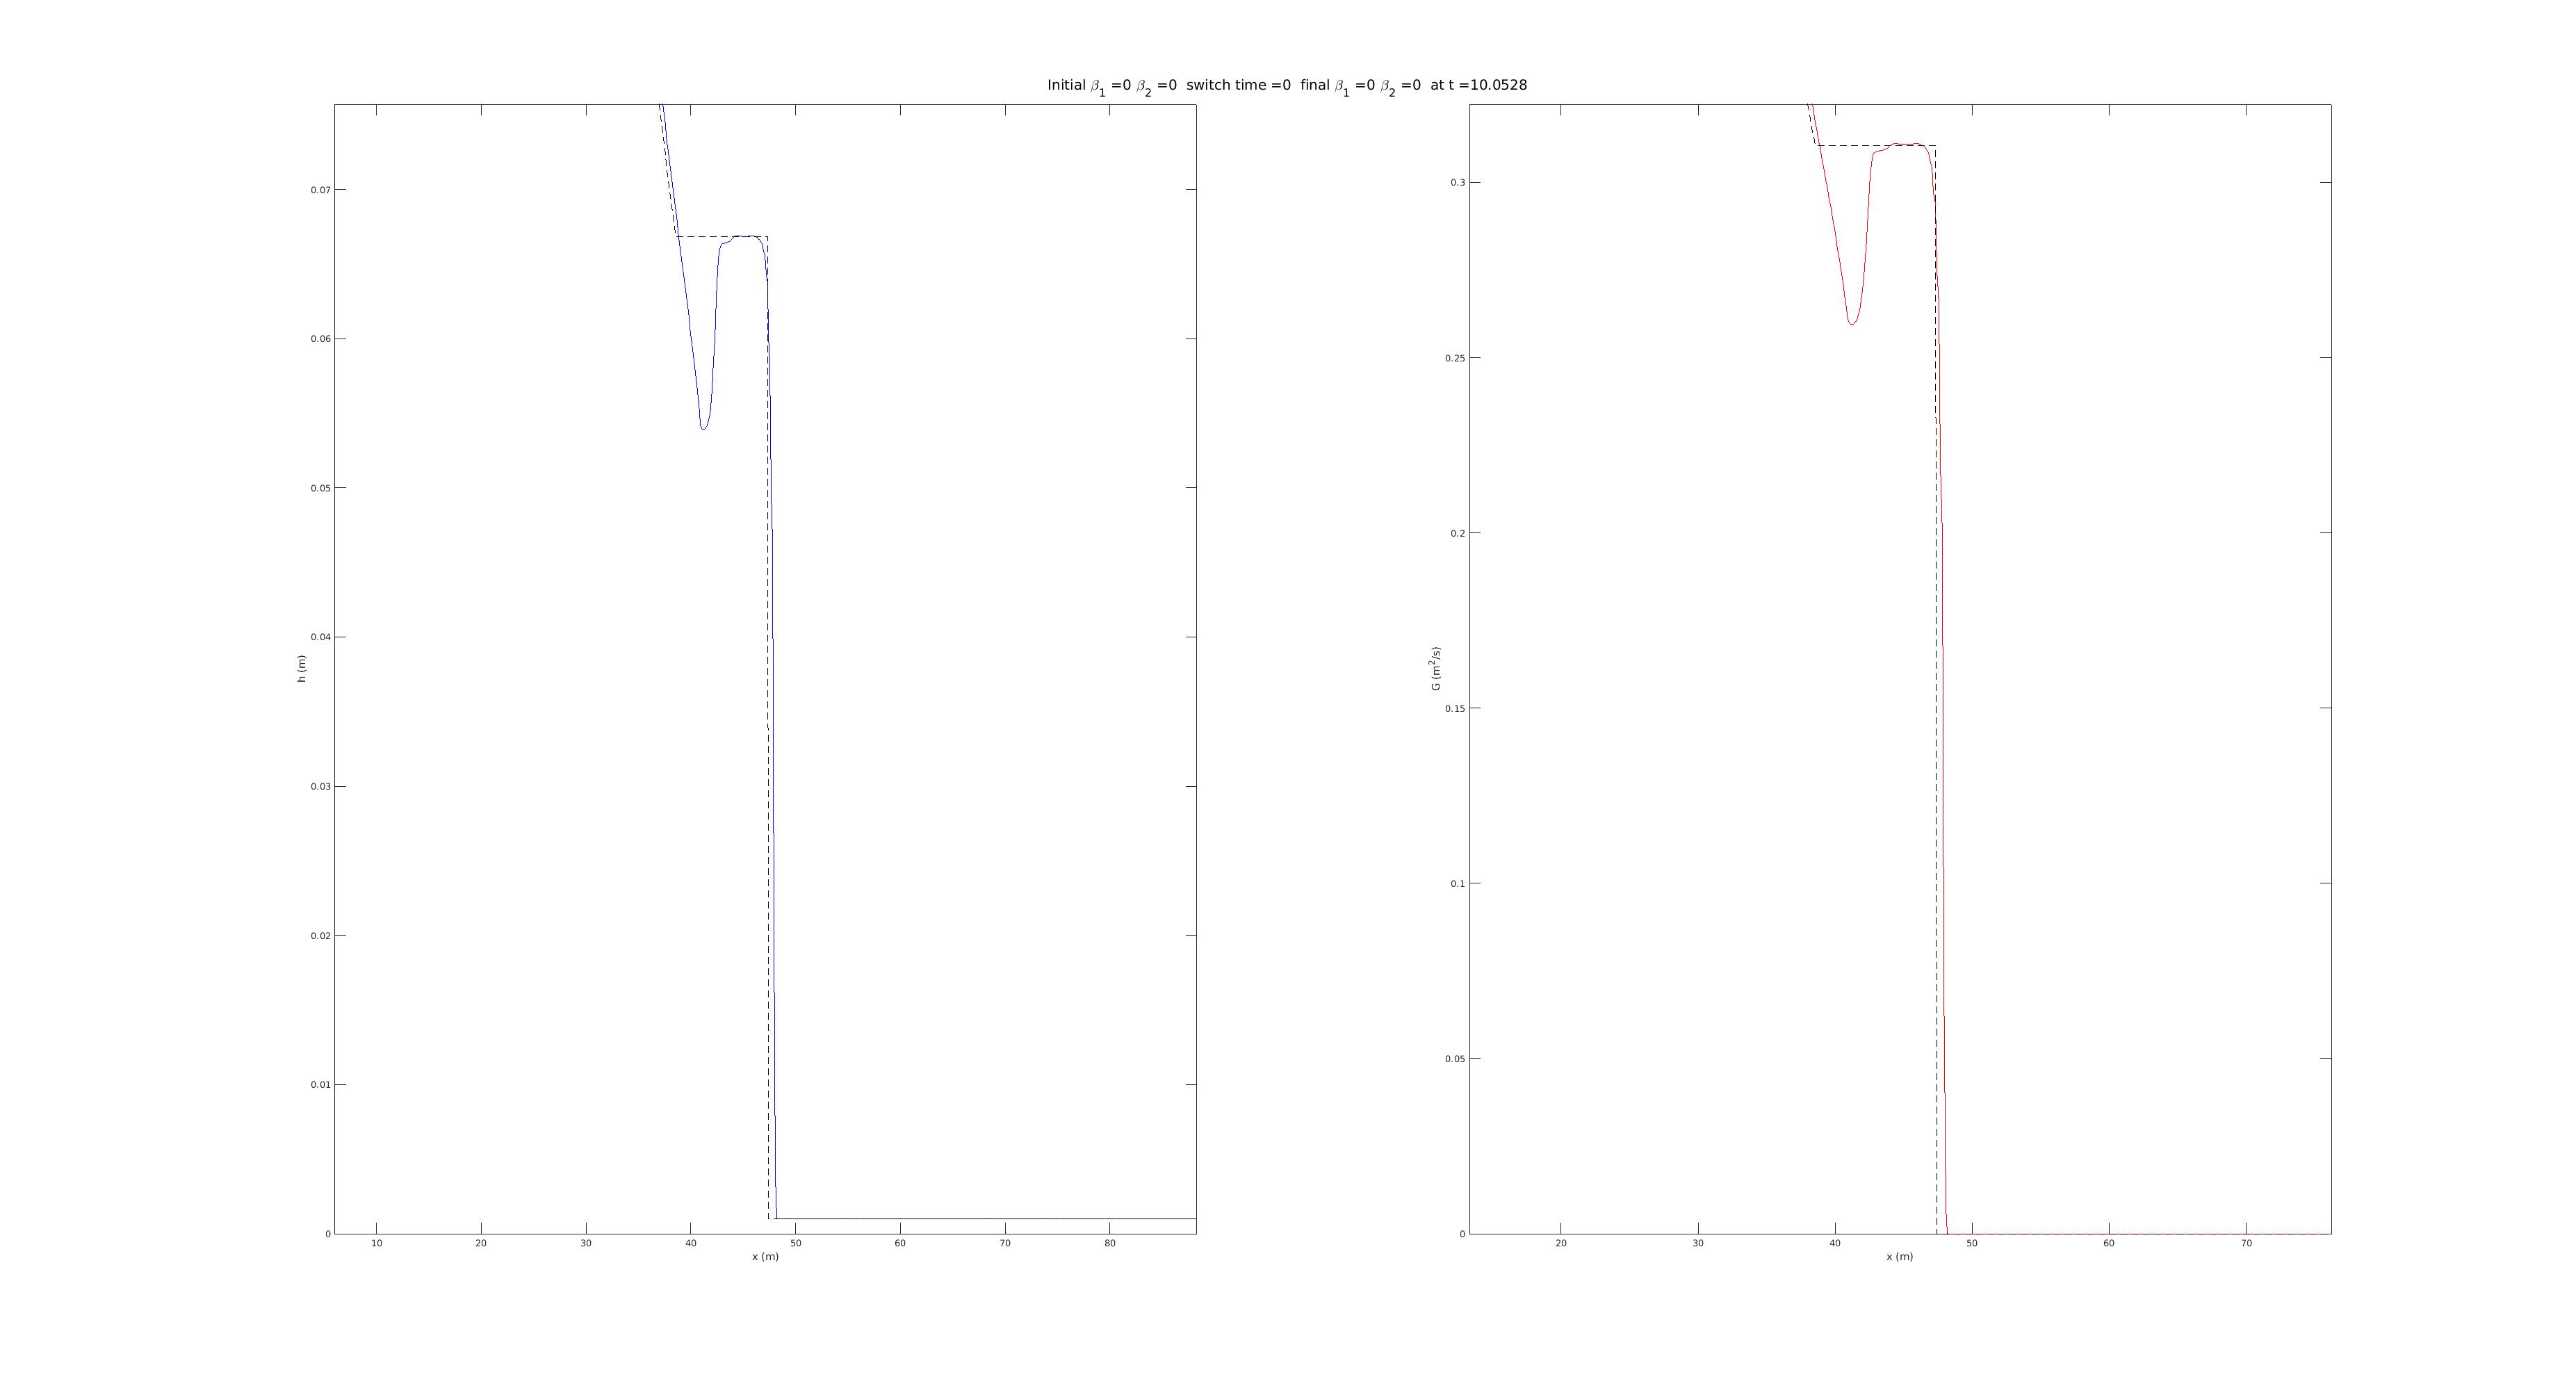 Initial β1 =0 β2 =0 switch time =0 final β1 =0 β2 =0 at t =10.0528
h (m)
0.07
0.06
0.05
0.04
0.03
0.02
0.01
0
10 20 30 40 50 60 70 80
x (m)
G (m2/s)
0.3
0.25
0.2
0.15
0.1
0.05
0
20 30 40 50 60 70
x (m)